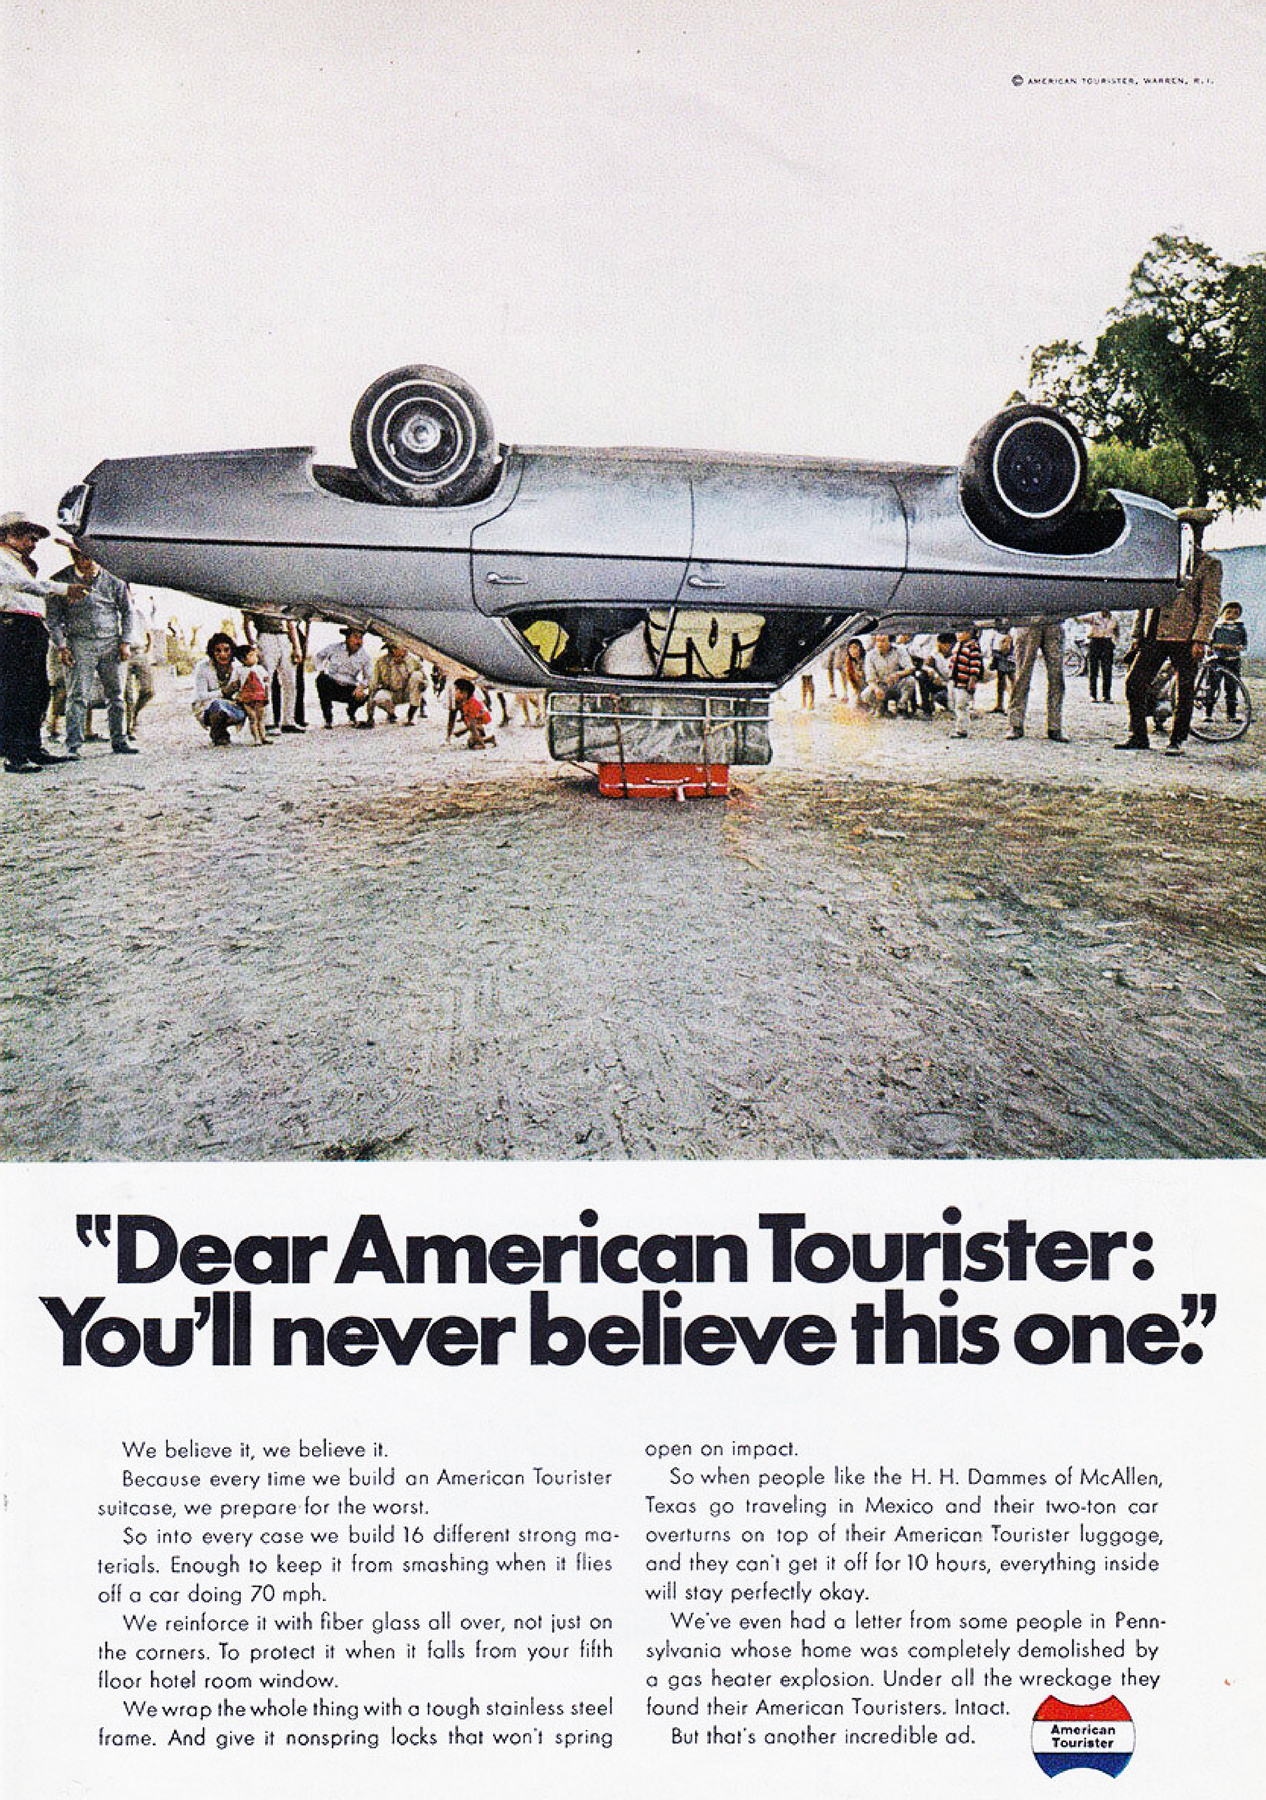 © AMERICAN TOURISTER, WARREN, R.I.
“Dear American Tourister:
You’ll never believe this one.”
We believe it, we believe it.
Because every time we build an American Tourister
suitcase, we prepare for the worst.
So into every case we build 16 different strong ma-
terials. Enough to keep it from smashing when it flies
off a car doing 70 mph.
We reinforce it with fiber glass all over, not just on
the corners. To protect it when it falls from your fifth
floor hotel room window.
We wrap the whole thing with a tough stainless steel
frame. And give it nonspring locks that won't spring
open on impact.
So when people like the H. H. Dammes of McAllen,
Texas go traveling in Mexico and their two-ton car
overturns on top of their American Tourister luggage,
and they can't get it off for 10 hours, everything inside
will stay perfectly okay.
We've even had a letter from some people in Penn-
sylvania whose home was completely demolished by
a gas heater explosion. Under all the wreckage they
found their American Touristers. Intact.
But that's another incredible ad.
American
Tourister